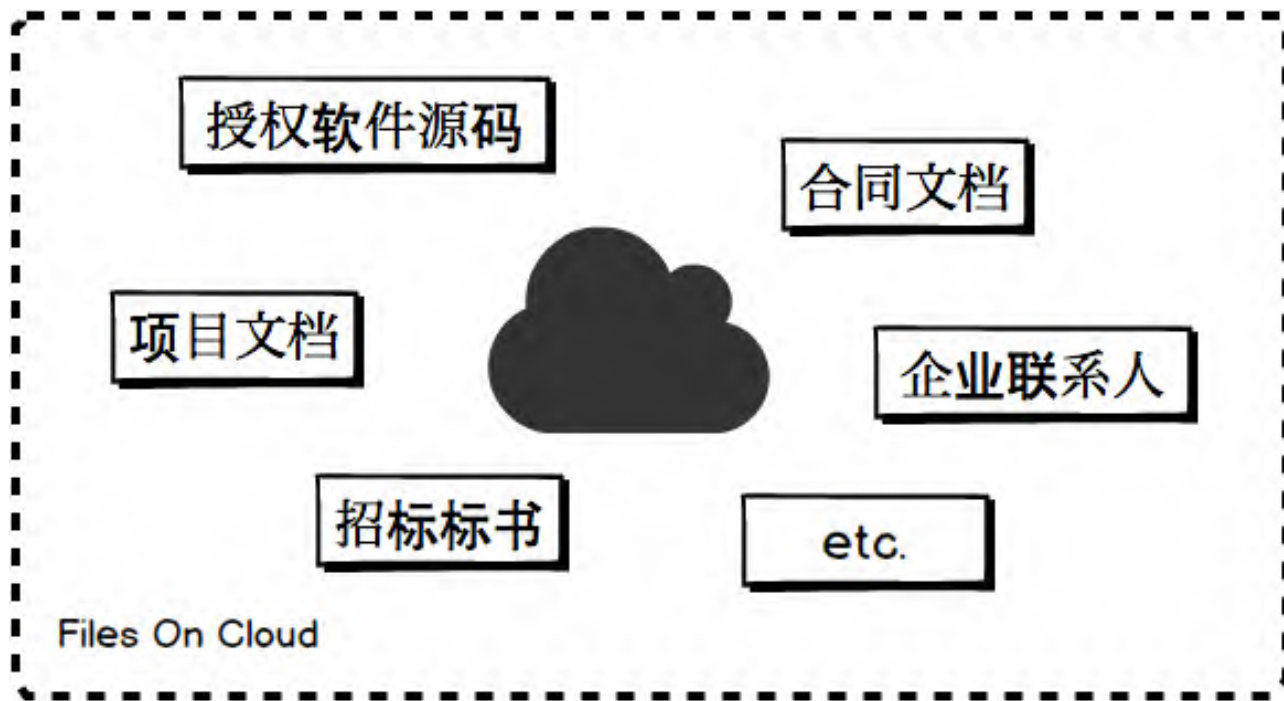 授权软件源码
合同文档
项目文档
企业联系人
招标标书
etc.
Files On Cloud